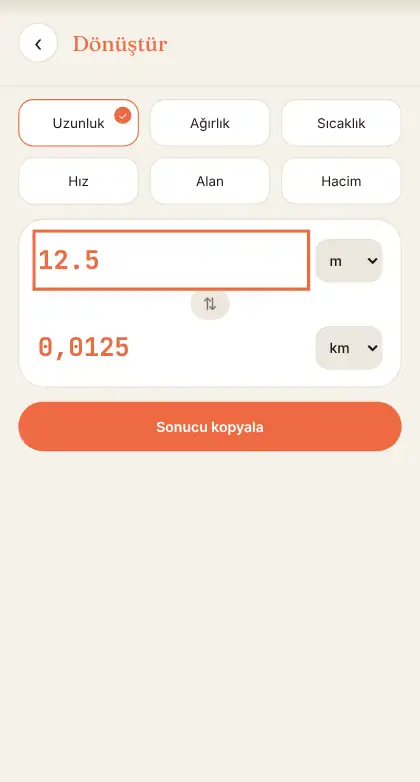 Dönüştür
Uzunluk
Ağırlık
Sıcaklık
Hız
Alan
Hacim
12.5
m
0,0125
km
Sonucu kopyala